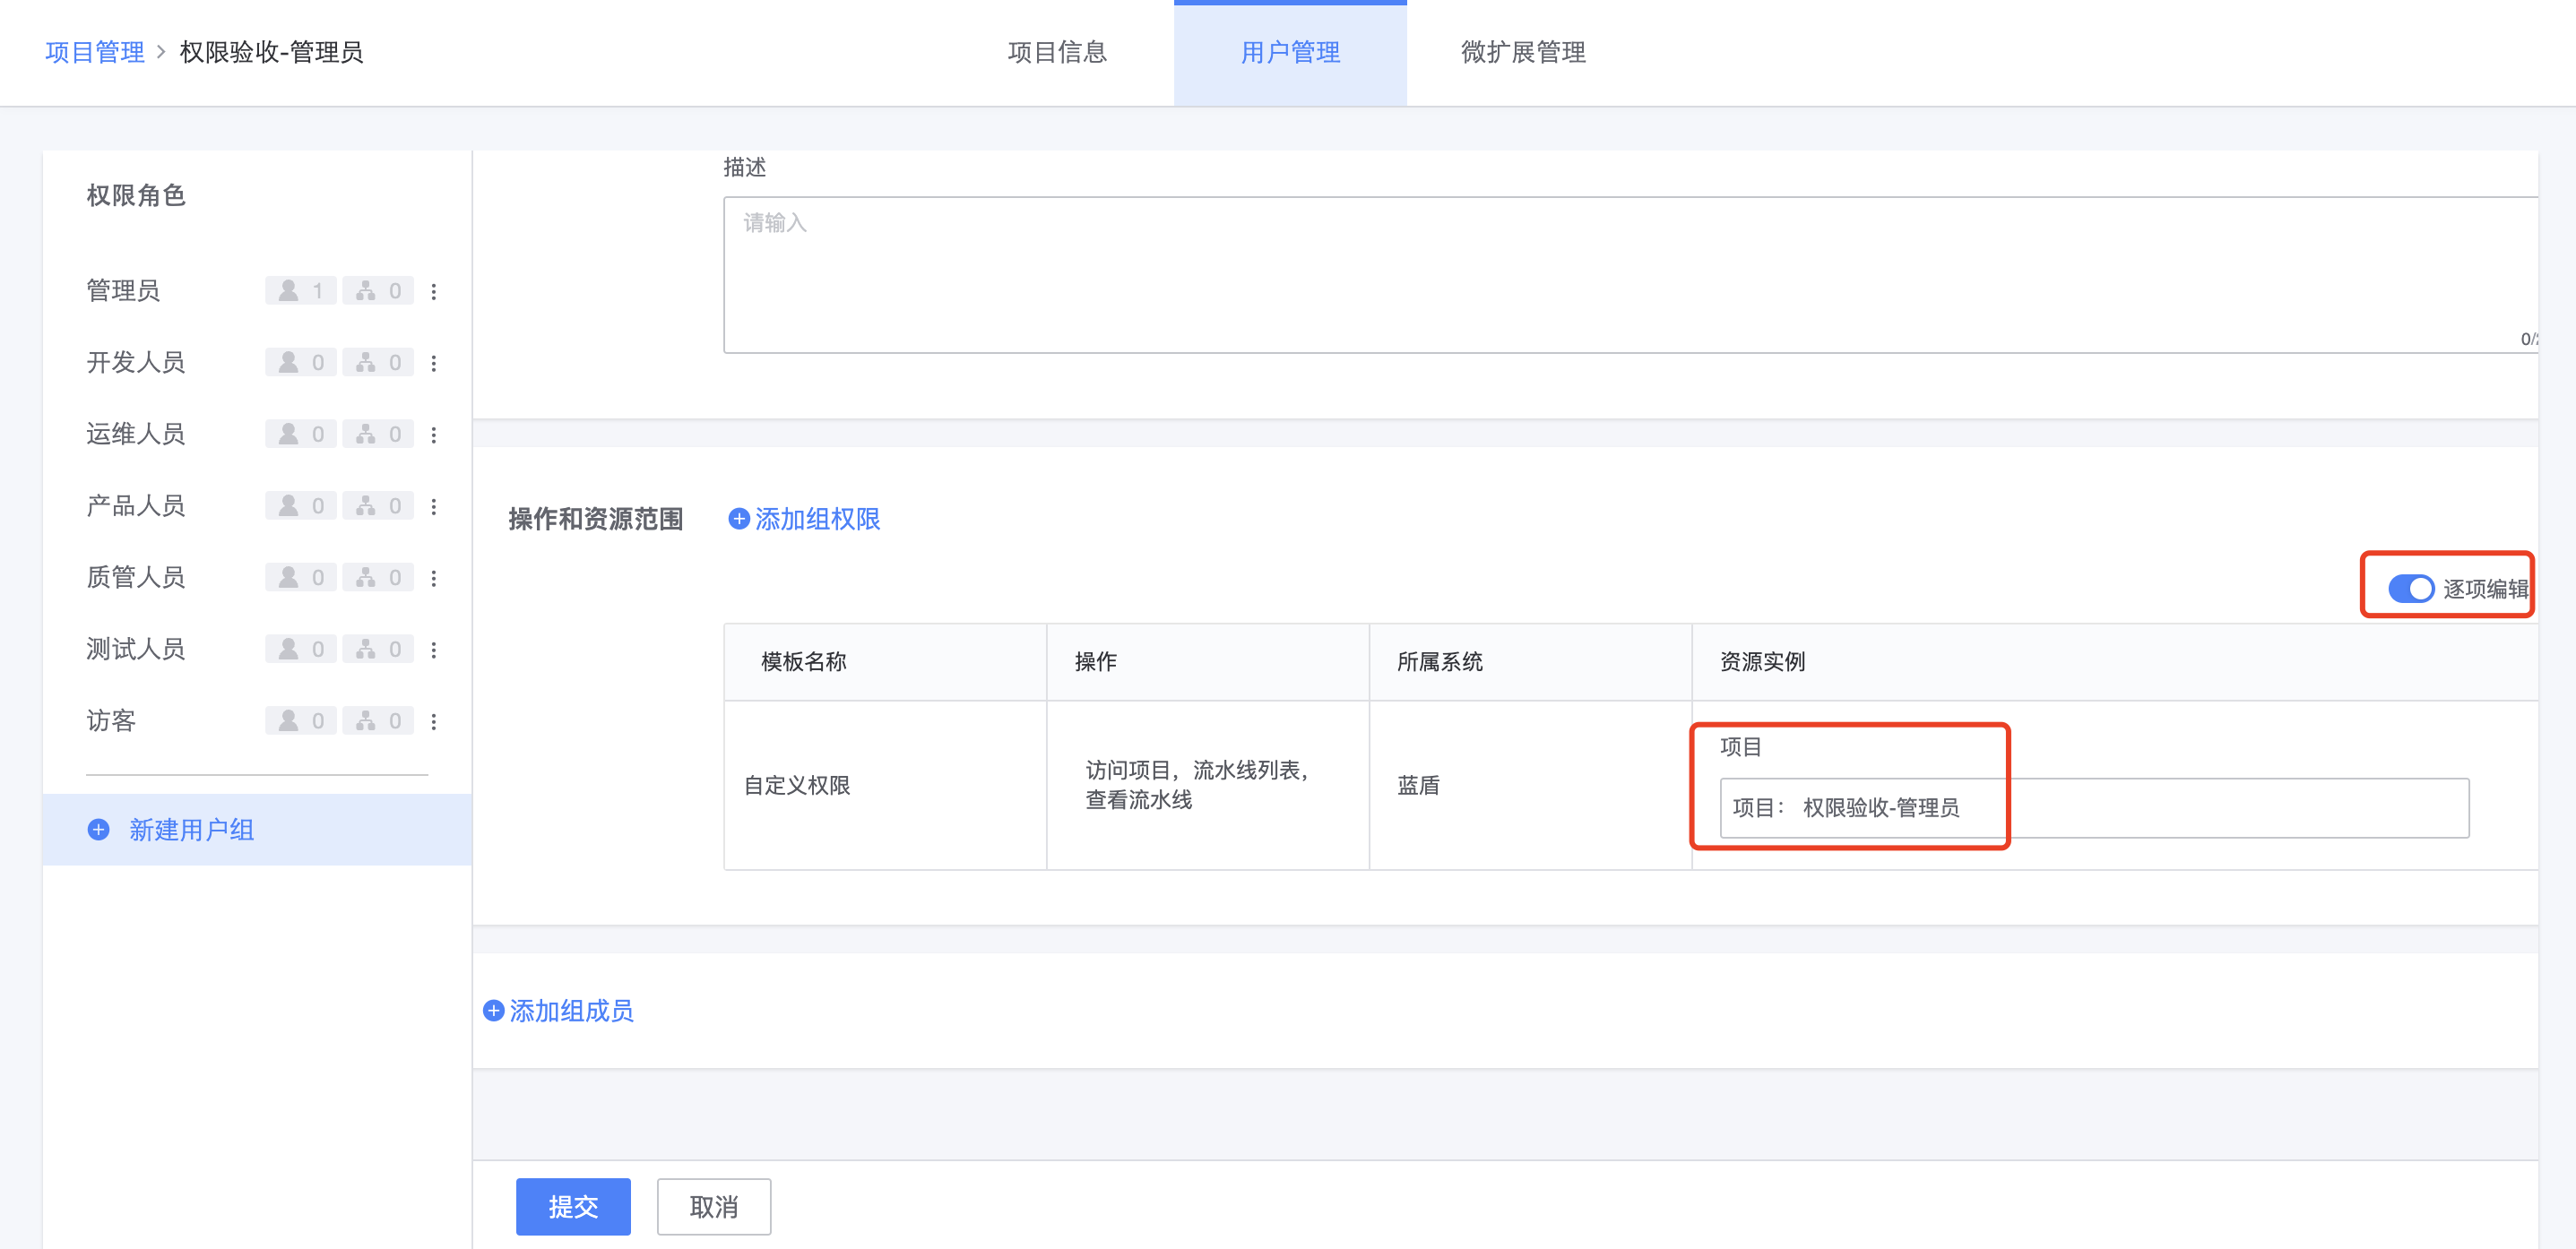 项目管理 > 权限验收-管理员
项目信息
用户管理
微扩展管理
权限角色
管理员 1 0
开发人员 0 0
运维人员 0 0
产品人员 0 0
质管人员 0 0
测试人员 0 0
访客 0 0
新建用户组
描述
请输入
0/
操作和资源范围
添加组权限
逐项编辑
模板名称 操作 所属系统 资源实例
自定义权限
访问项目，流水线列表，
查看流水线
蓝盾
项目
项目： 权限验收-管理员
添加组成员
提交
取消